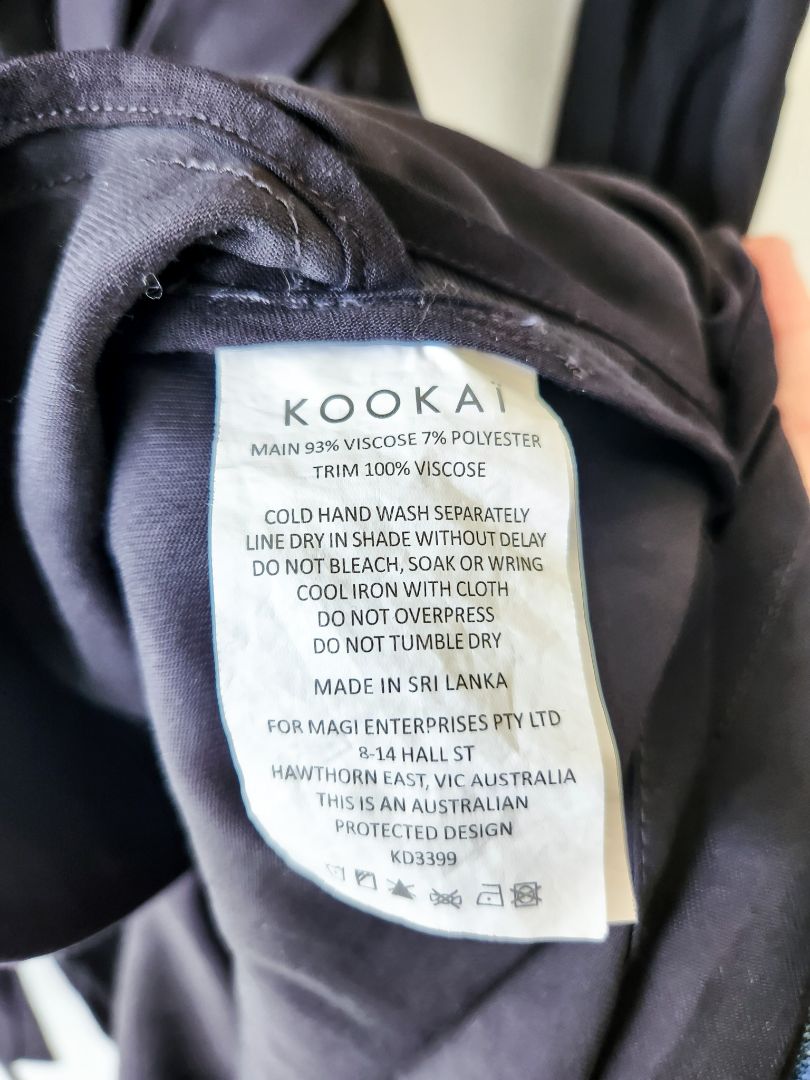 KOOKAÏ
MAIN 93% VISCOSE 7% POLYESTER
TRIM 100% VISCOSE
COLD HAND WASH SEPARATELY
LINE DRY IN SHADE WITHOUT DELAY
DO NOT BLEACH, SOAK OR WRING
COOL IRON WITH CLOTH
DO NOT OVERPRESS
DO NOT TUMBLE DRY
MADE IN SRI LANKA
FOR MAGI ENTERPRISES PTY LTD
8-14 HALL ST
HAWTHORN EAST, VIC AUSTRALIA
THIS IS AN AUSTRALIAN
PROTECTED DESIGN
KD3399